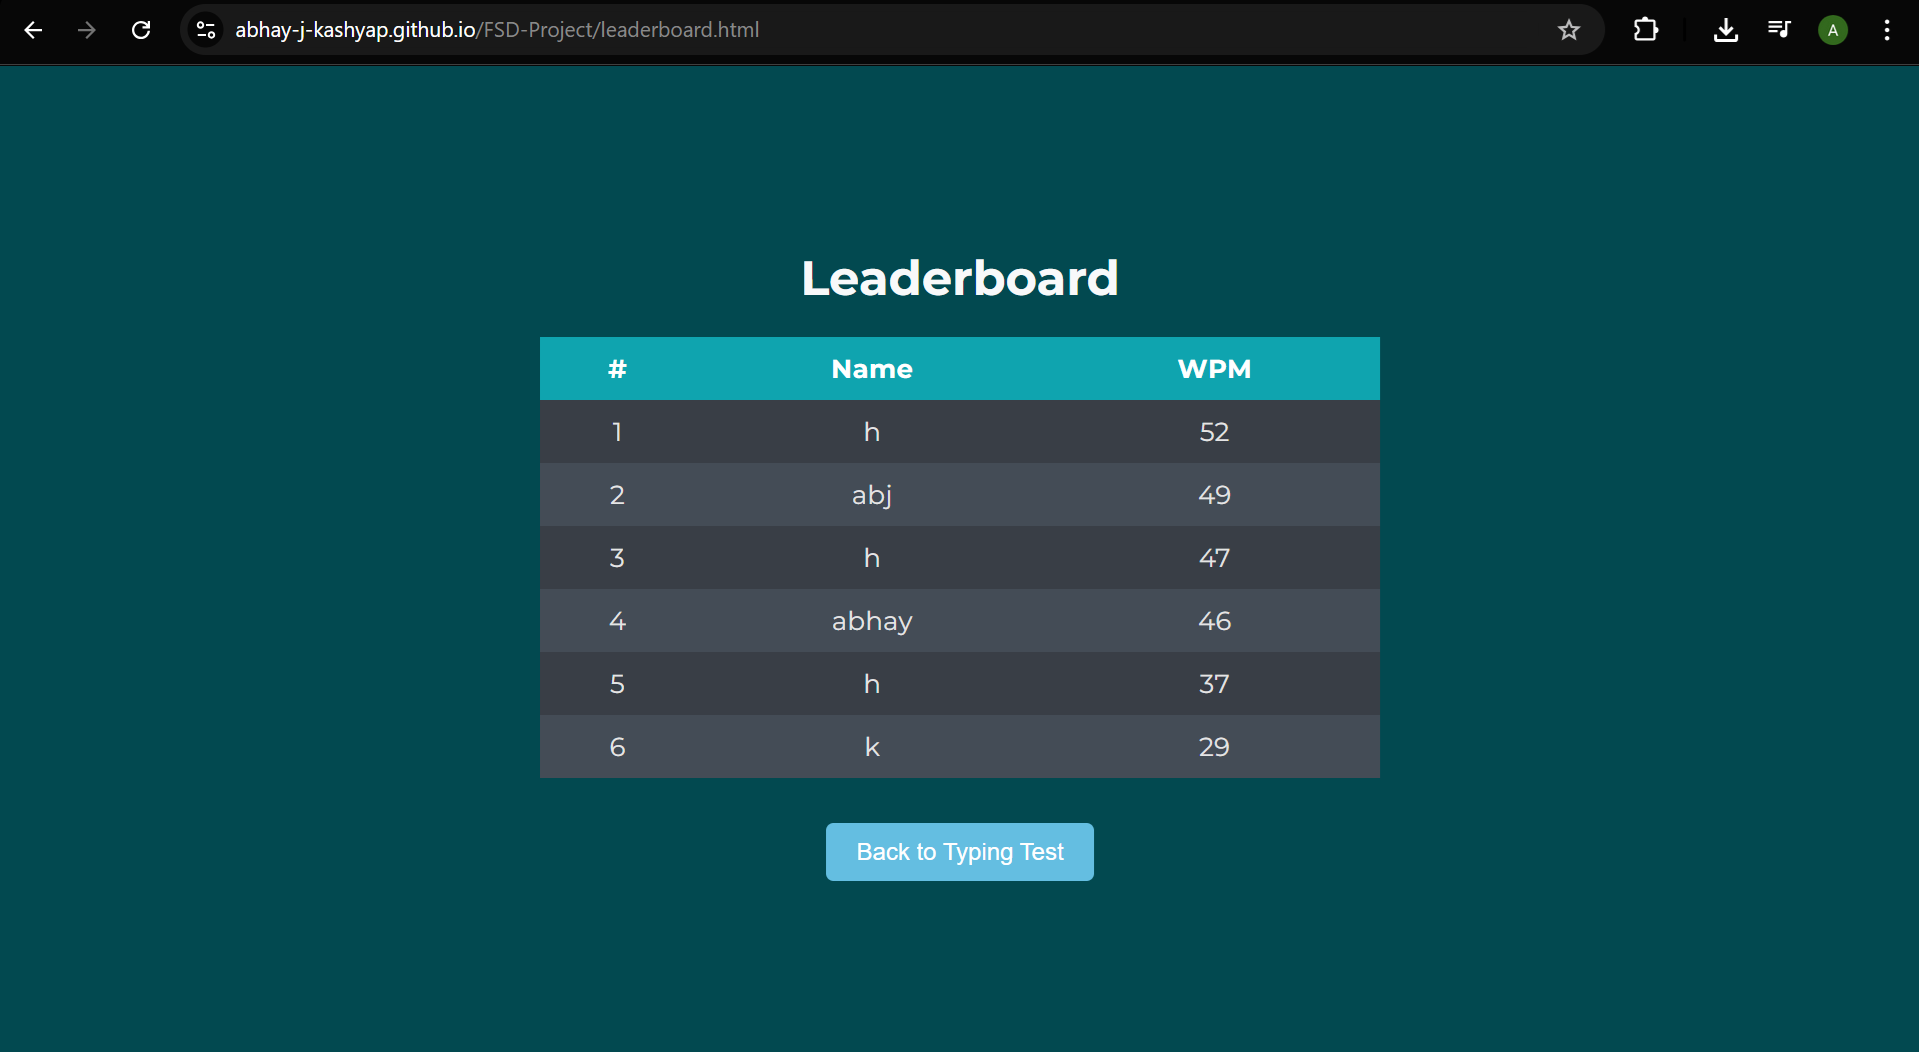 abhay-j-kashyap.github.io/FSD-Project/leaderboard.html
A
Leaderboard
# Name WPM
1 h 52
2 abj 49
3 h 47
4 abhay 46
5 h 37
6 k 29
Back to Typing Test